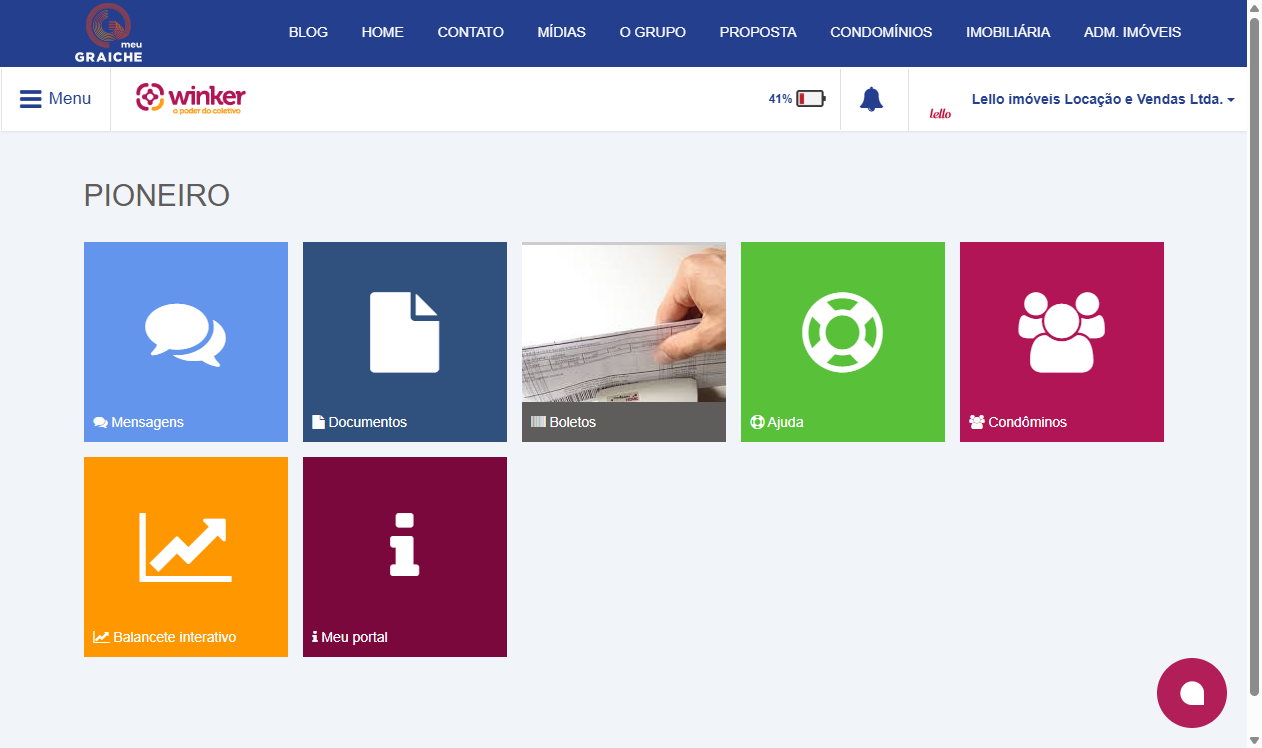 meu
GRAICHE
BLOG HOME CONTATO MÍDIAS O GRUPO PROPOSTA CONDOMÍNIOS IMOBILIÁRIA ADM. IMÓVEIS
Menu
winker
o poder do coletivo
41%
lello
Lello imóveis Locação e Vendas Ltda.
PIONEIRO
Mensagens
Documentos
Boletos
Ajuda
Condôminos
Balancete interativo
Meu portal